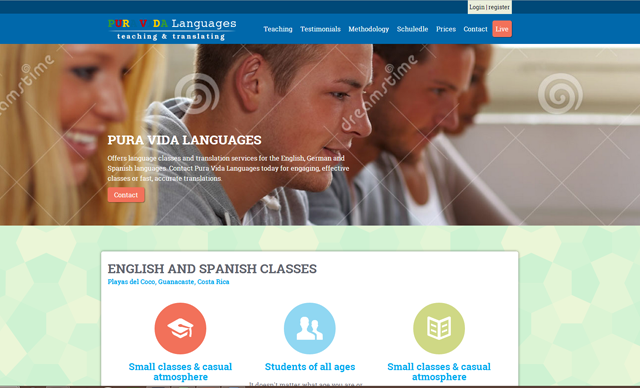 Login | register
PURA VIDA Languages
teaching & translating
Teaching Testimonials Methodology Schuledle Prices Contact Live
dreamstime
dreamstime
dreamstime
PURA VIDA LANGUAGES
Offers language classes and translation services for the English, German and
Spanish languages. Contact Pura Vida Languages today for engaging, effective
classes or fast, accurate translations.
Contact
ENGLISH AND SPANISH CLASSES
Playas del Coco, Guanacaste, Costa Rica
Small classes & casual
atmosphere
Students of all ages
Small classes & casual
atmosphere
It doesn't matter what age you are or